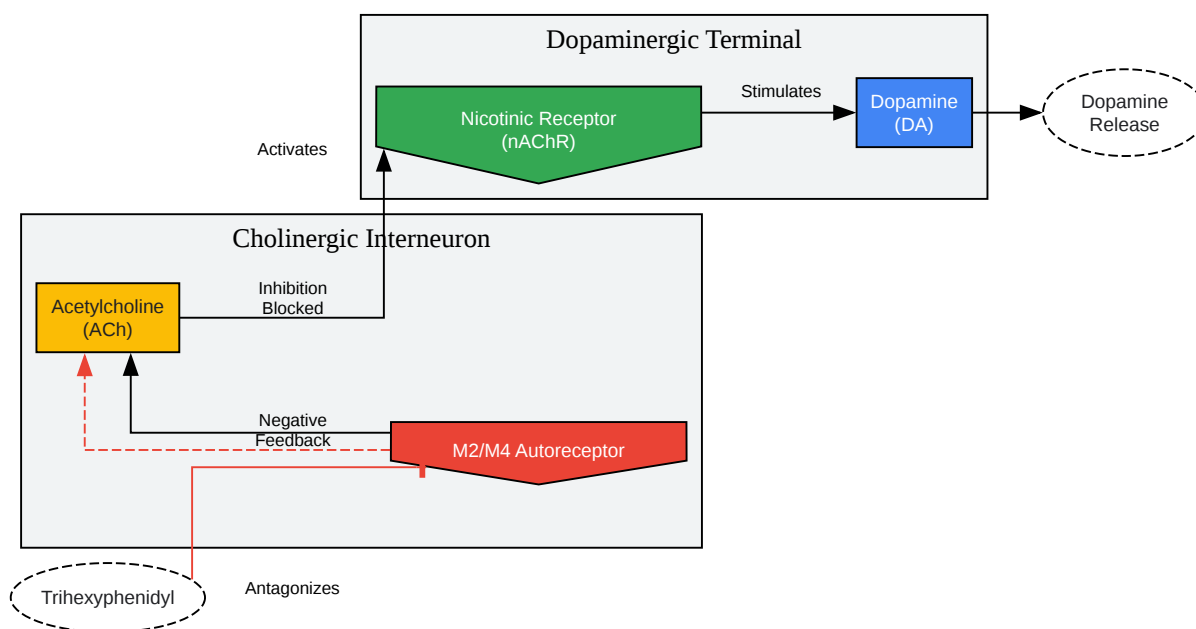 Dopaminergic Terminal
Nicotinic Receptor
(nAChR)
Stimulates
Dopamine
(DA)
Dopamine
Release
Activates
Cholinergic Interneuron
Acetylcholine
(ACh)
Inhibition
Blocked
Negative
Feedback
M2/M4 Autoreceptor
Trihexyphenidyl
Antagonizes